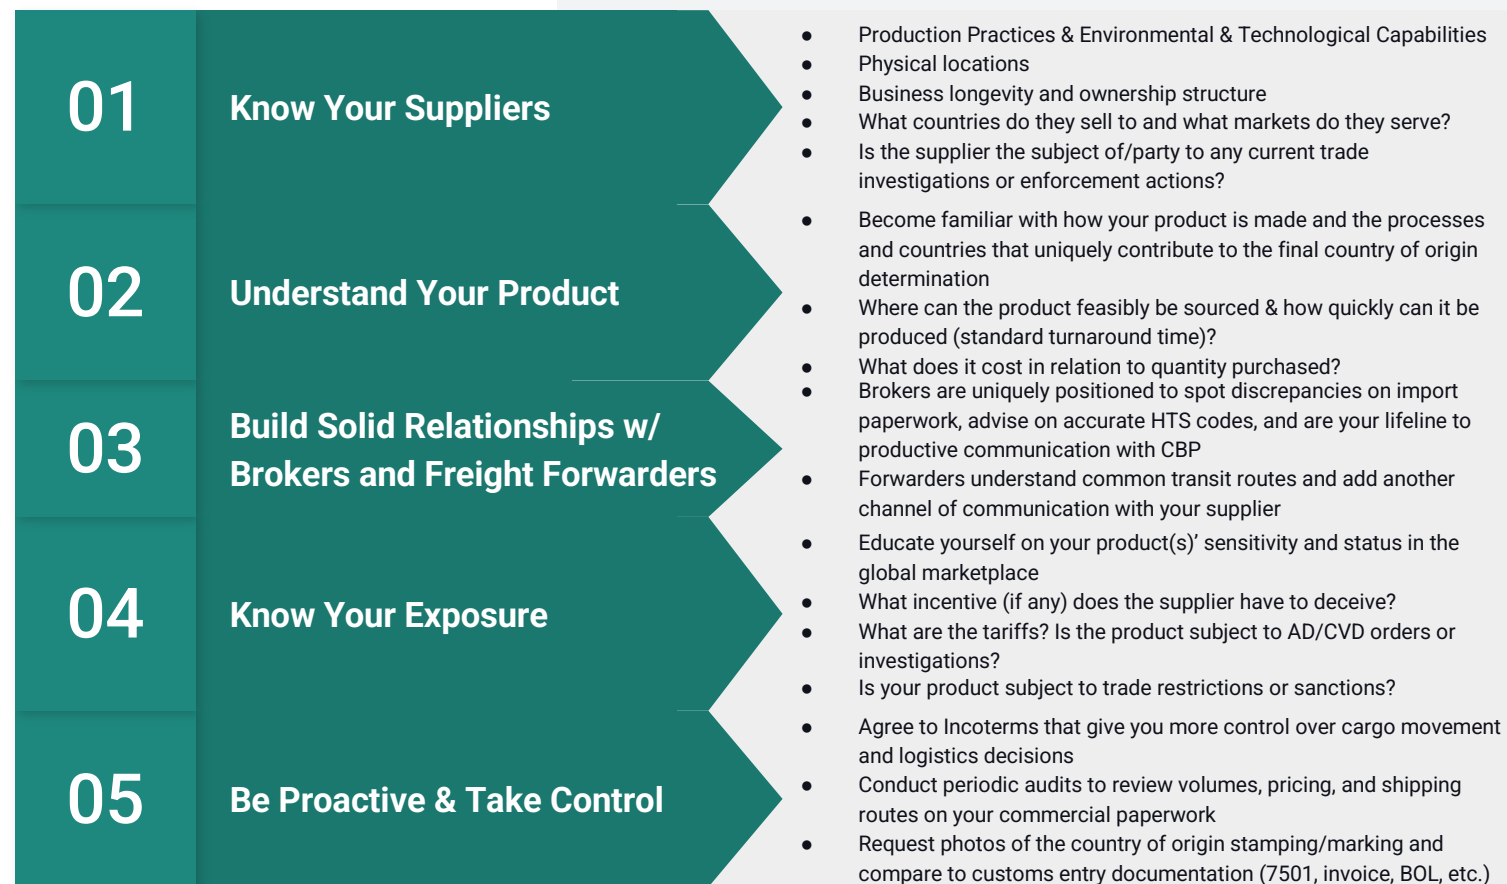 01
Know Your Suppliers
● Production Practices & Environmental & Technological Capabilities
● Physical locations
● Business longevity and ownership structure
● What countries do they sell to and what markets do they serve?
● Is the supplier the subject of/party to any current trade
investigations or enforcement actions?
02
Understand Your Product
● Become familiar with how your product is made and the processes
and countries that uniquely contribute to the final country of origin
determination
● Where can the product feasibly be sourced & how quickly can it be
produced (standard turnaround time)?
● What does it cost in relation to quantity purchased?
03
Build Solid Relationships w/
Brokers and Freight Forwarders
● Brokers are uniquely positioned to spot discrepancies on import
paperwork, advise on accurate HTS codes, and are your lifeline to
productive communication with CBP
● Forwarders understand common transit routes and add another
channel of communication with your supplier
04
Know Your Exposure
● Educate yourself on your product(s)’ sensitivity and status in the
global marketplace
● What incentive (if any) does the supplier have to deceive?
● What are the tariffs? Is the product subject to AD/CVD orders or
investigations?
● Is your product subject to trade restrictions or sanctions?
05
Be Proactive & Take Control
● Agree to Incoterms that give you more control over cargo movement
and logistics decisions
● Conduct periodic audits to review volumes, pricing, and shipping
routes on your commercial paperwork
● Request photos of the country of origin stamping/marking and
compare to customs entry documentation (7501, invoice, BOL, etc.)